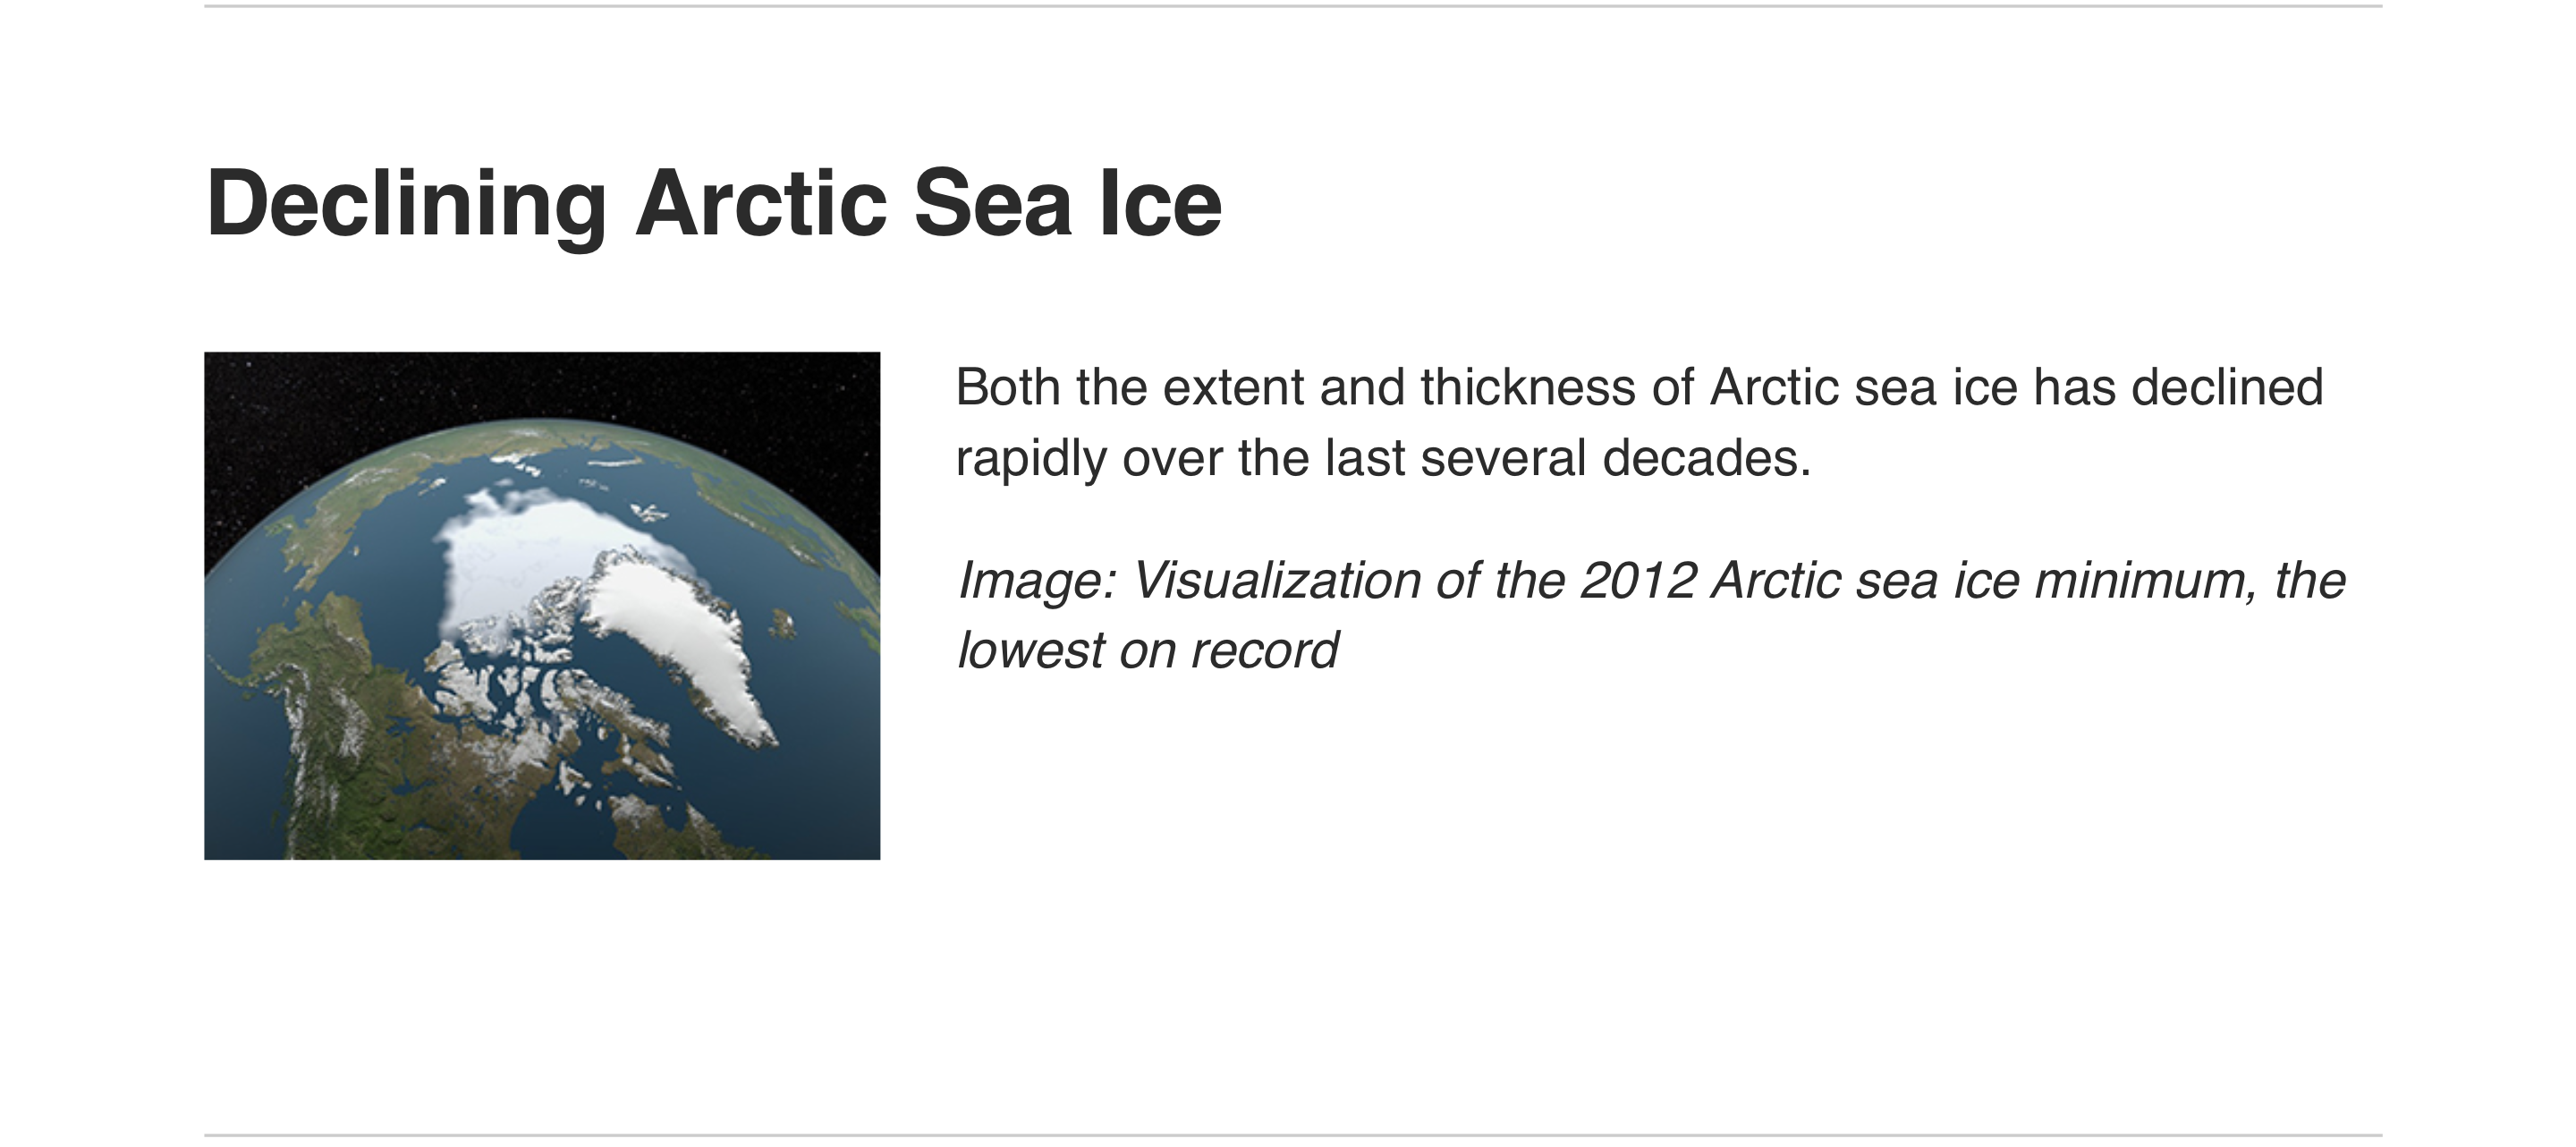 Declining Arctic Sea Ice
Both the extent and thickness of Arctic sea ice has declined
rapidly over the last several decades.
Image: Visualization of the 2012 Arctic sea ice minimum, the
lowest on record